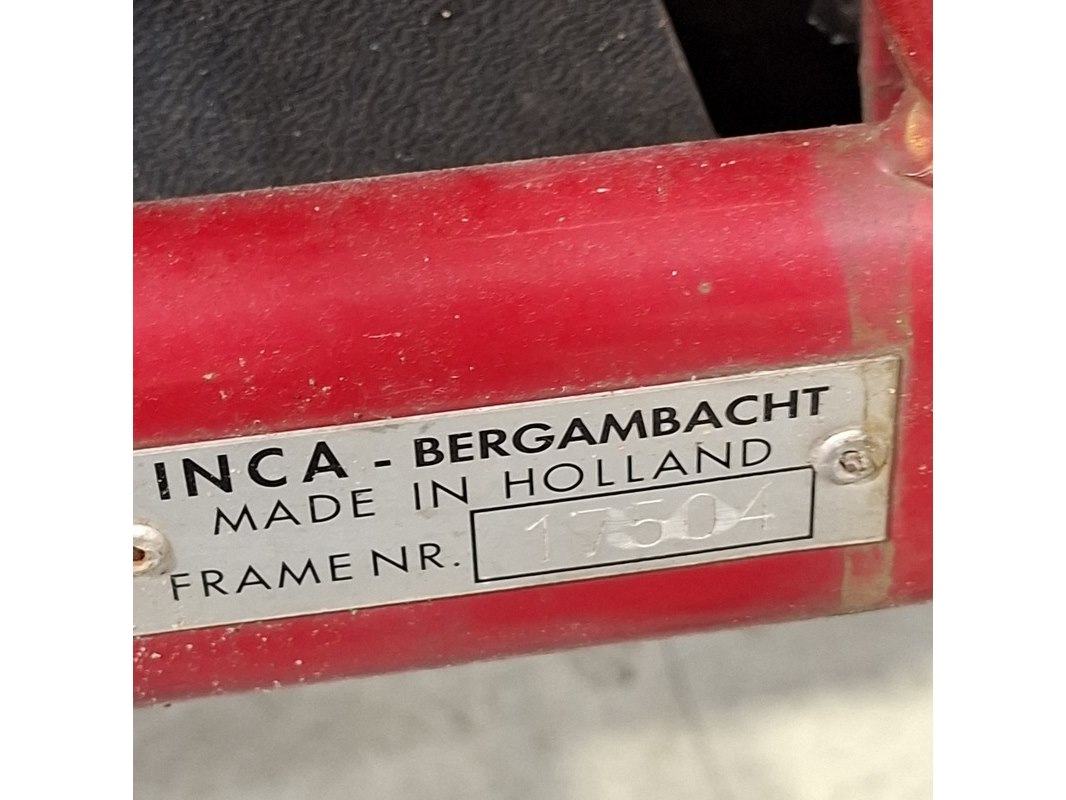 INCA - BERGAMBACHT
MADE IN HOLLAND
FRAME NR. 17504